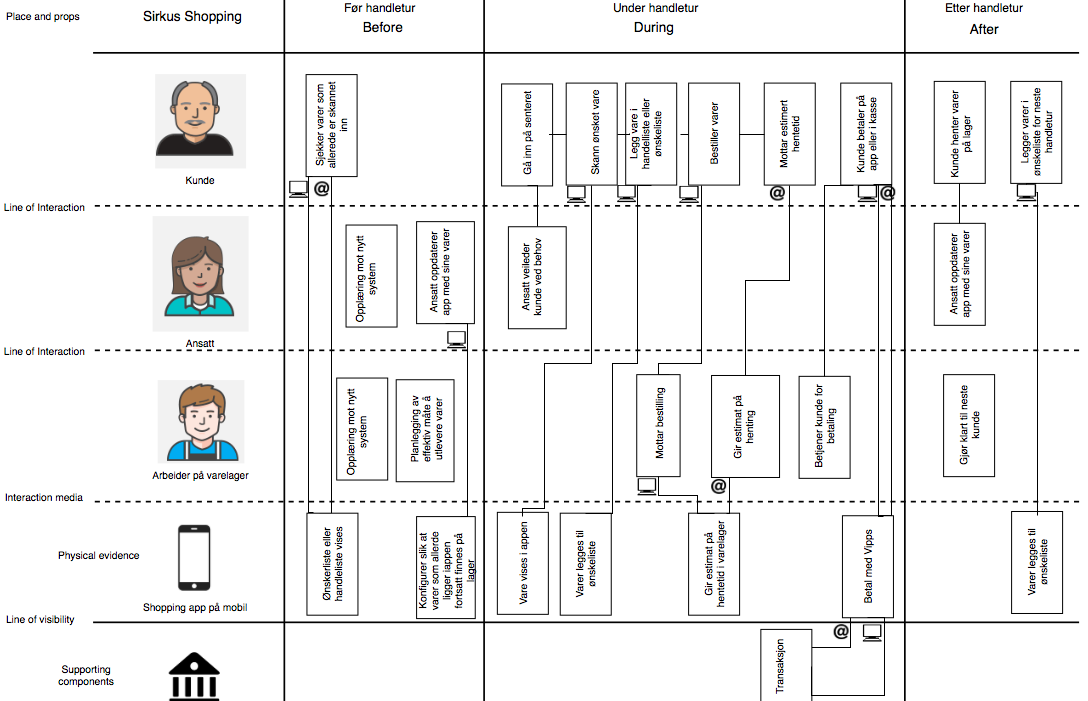 Place and props
Sirkus Shopping
Før handletur
Before
Under handletur
During
Etter handletur
After
Kunde
Sjekker varer som
allerede er skannet
inn
@
Gå inn på senteret
Skann ønsket vare
Legg vare i
handelliste eller
ønskeliste
Bestiller varer
Mottar estimert
hentetid
@
Kunde betaler på
app eller i kasse
@
Kunde henter varer
på lager
Legger varer i
ønskeliste for neste
handletur
Line of Interaction
Ansatt
Opplæring mot nytt
system
Ansatt oppdaterer
app med sine varer
Ansatt veileder
kunde ved behov
Ansatt oppdaterer
app med sine varer
Line of Interaction
Arbeider på varelager
Opplæring mot nytt
system
Planlegging av
effektiv måte å
utlevere varer
Mottar bestilling
Gir estimat på
henting
@
Betjener kunde for
betaling
Gjør klart til neste
kunde
Interaction media
Physical evidence
Shopping app på mobil
Ønskerliste eller
handleliste vises
Konfigurer slik at
varer som allerde
ligger iappen
fortsatt finnes på
lager
Vare vises i appen
Varer legges til
ønskeliste
Gir estimat på
hentetid i varelager
Betal med Vipps
Varer legges til
ønskeliste
Line of visibility
@
Supporting
components
Transaksjon